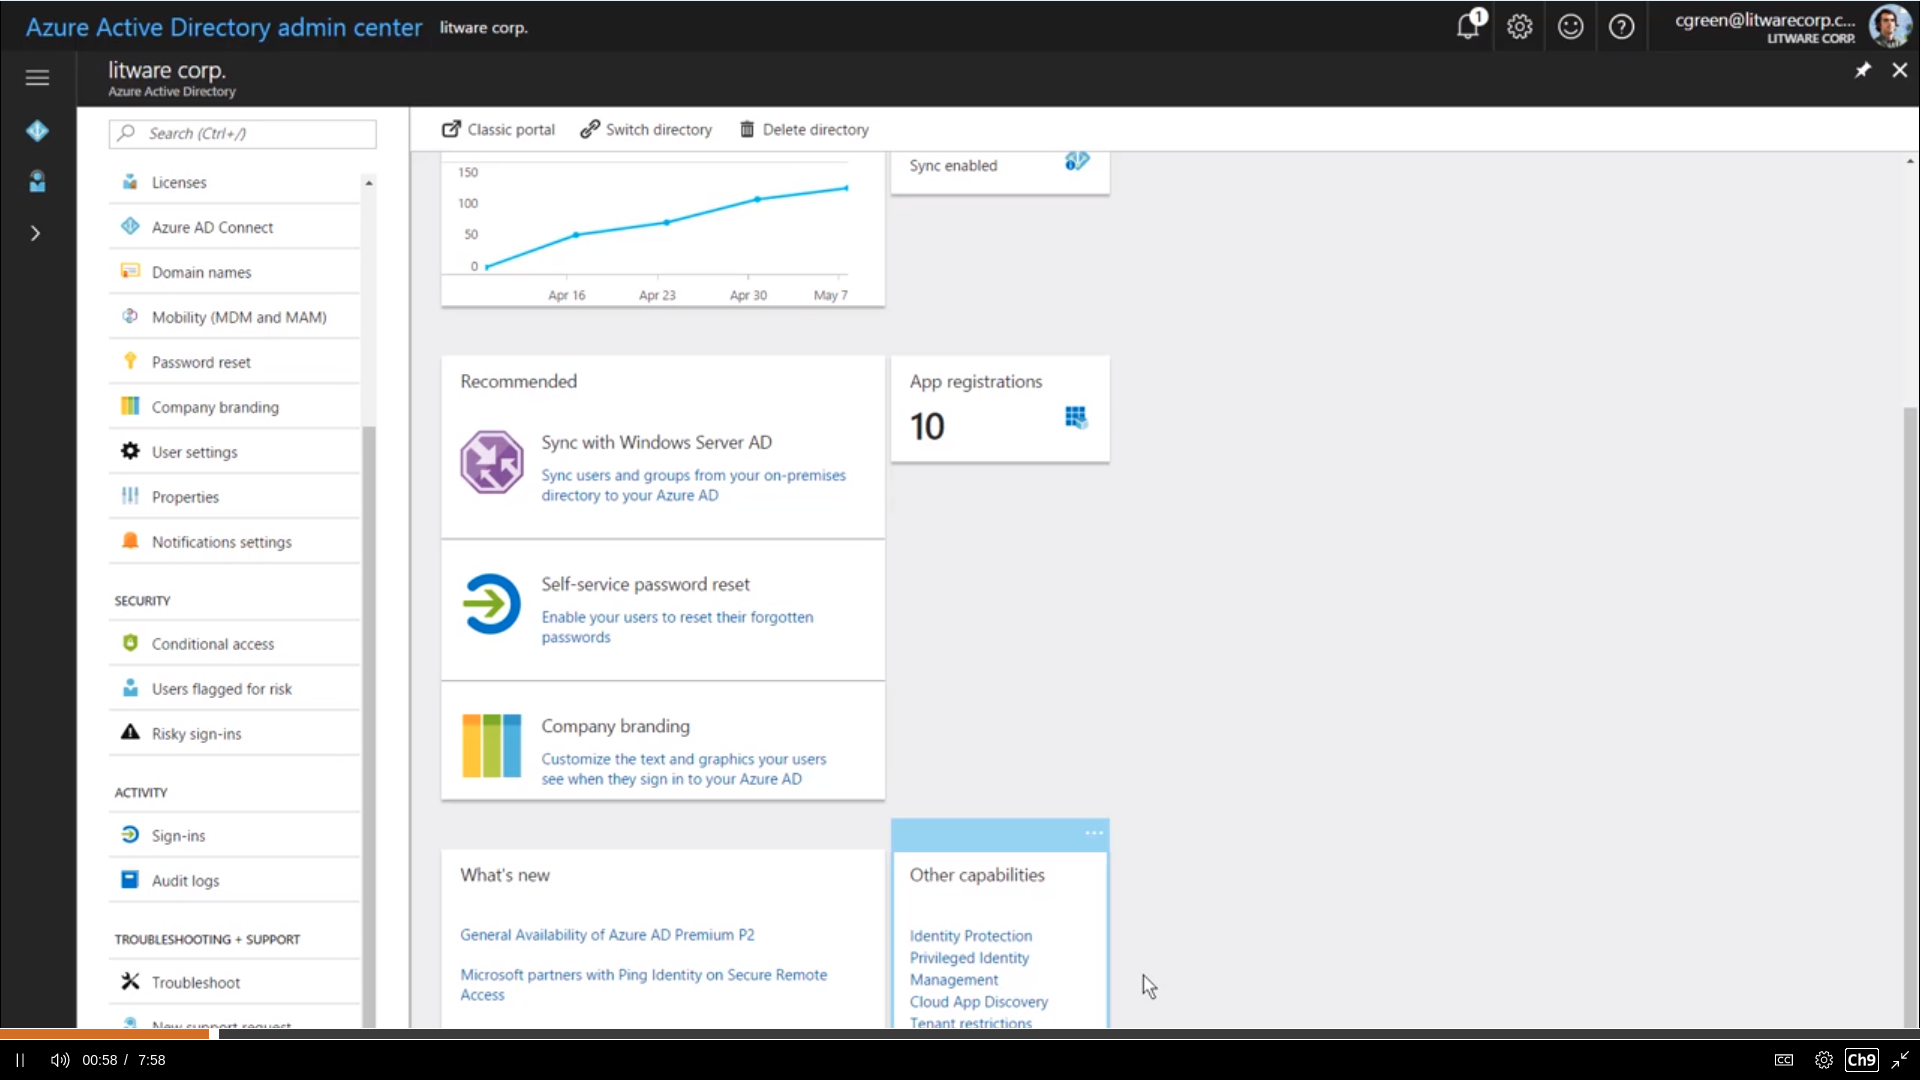 Azure Active Directory admin center litware corp.
1
cgreen@litwarecorp.c...
LITWARE CORP.
litware corp.
Azure Active Directory
Search (Ctrl+/)
Licenses
Azure AD Connect
Domain names
Mobility (MDM and MAM)
Password reset
Company branding
User settings
Properties
Notifications settings
SECURITY
Conditional access
Users flagged for risk
Risky sign-ins
ACTIVITY
Sign-ins
Audit logs
TROUBLESHOOTING + SUPPORT
Troubleshoot
New support request
Classic portal Switch directory Delete directory
150
100
50
0
Apr 16 Apr 23 Apr 30 May 7
Sync enabled
Recommended
Sync with Windows Server AD
Sync users and groups from your on-premises
directory to your Azure AD
Self-service password reset
Enable your users to reset their forgotten
passwords
Company branding
Customize the text and graphics your users
see when they sign in to your Azure AD
App registrations
10
What's new
General Availability of Azure AD Premium P2
Microsoft partners with Ping Identity on Secure Remote
Access
Other capabilities
Identity Protection
Privileged Identity
Management
Cloud App Discovery
Tenant restrictions
00:58 / 7:58
CC
Ch9